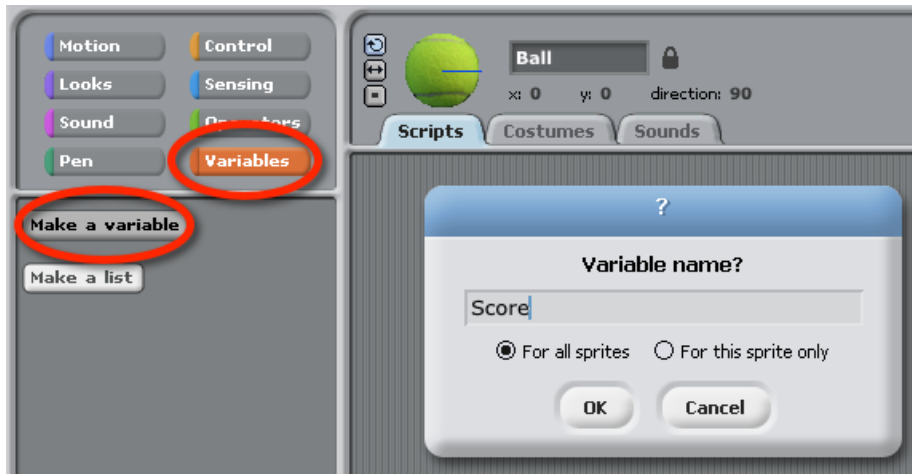 Motion
Control
Looks
Sensing
Sound
Operators
Pen
Variables
Make a variable
Make a list
Ball
x: 0 y: 0 direction: 90
Scripts Costumes Sounds
?
Variable name?
Score
For all sprites For this sprite only
OK Cancel